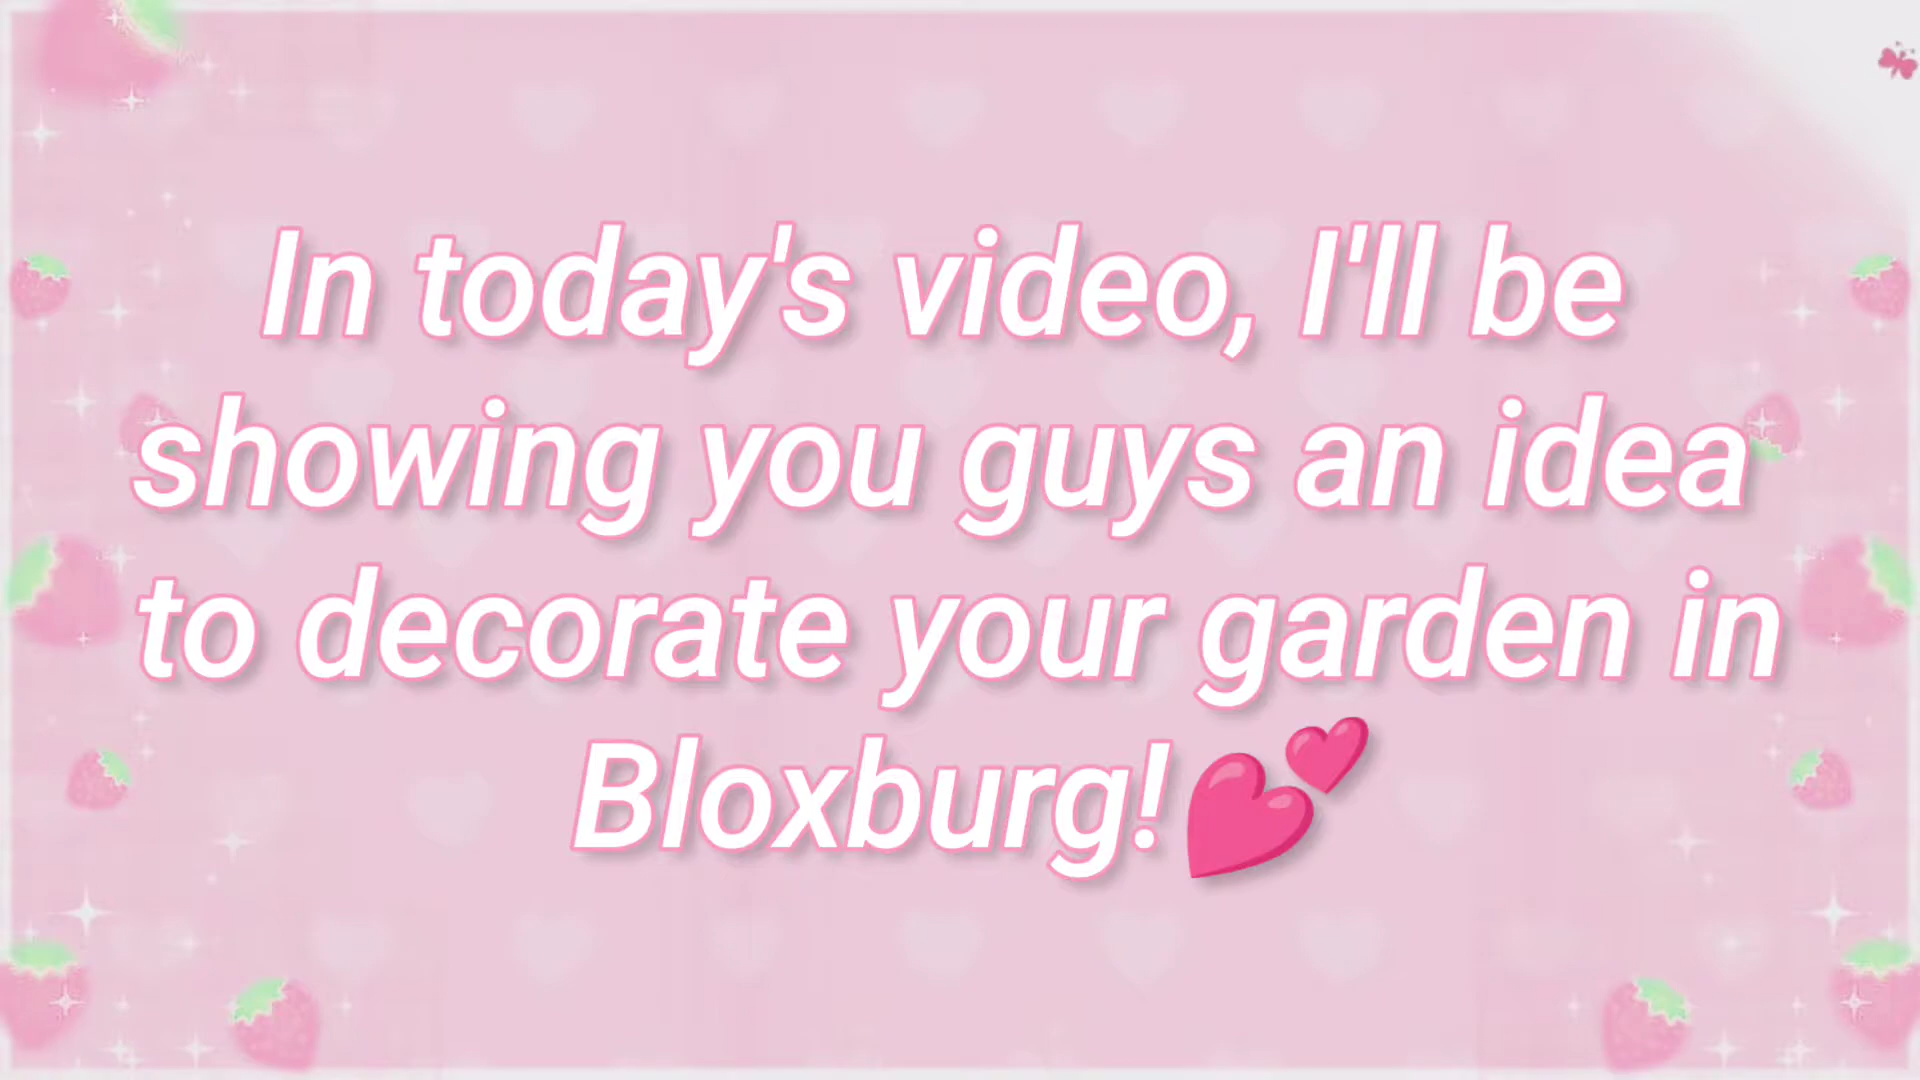 In today's video, I'll be
showing you guys an idea
to decorate your garden in
Bloxburg!💕